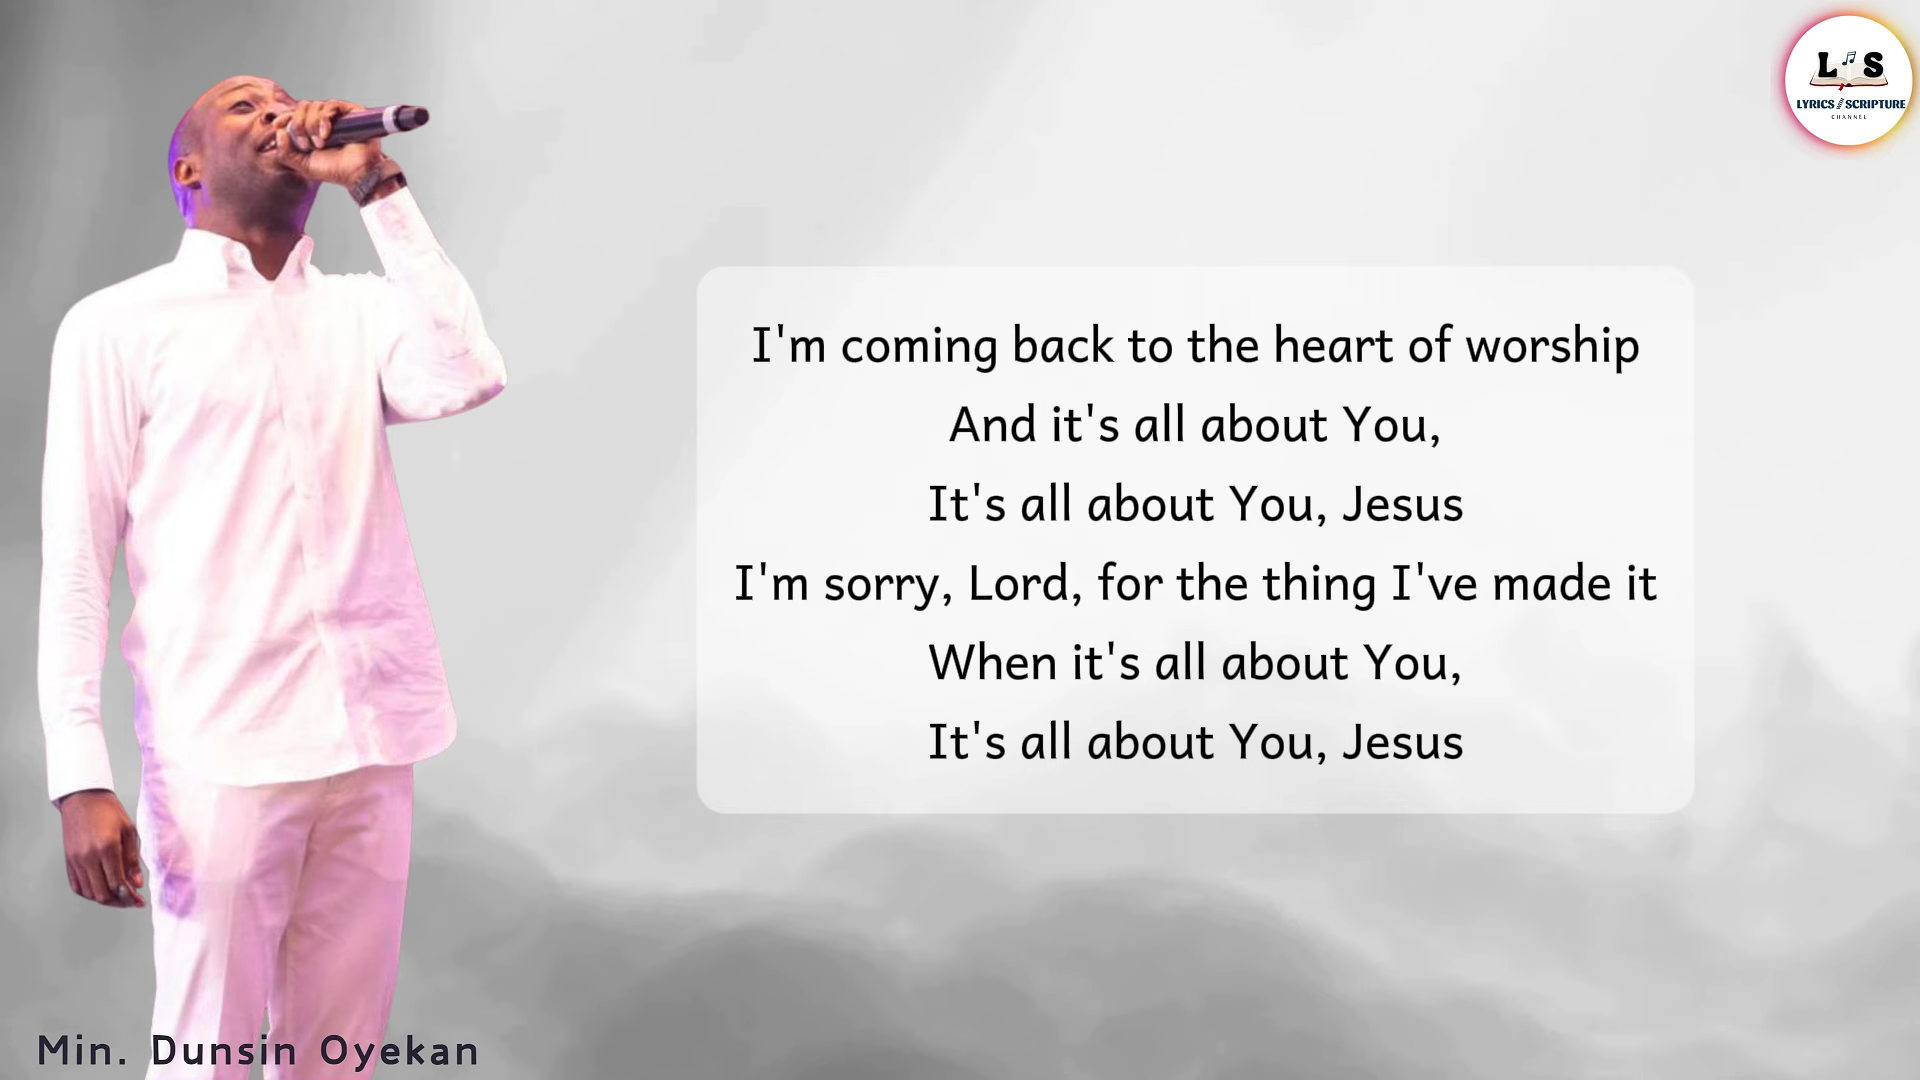 L S
LYRICS SCRIPTURE
CHANNEL
I'm coming back to the heart of worship
And it's all about You,
It's all about You, Jesus
I'm sorry, Lord, for the thing I've made it
When it's all about You,
It's all about You, Jesus
Min. Dunsin Oyekan